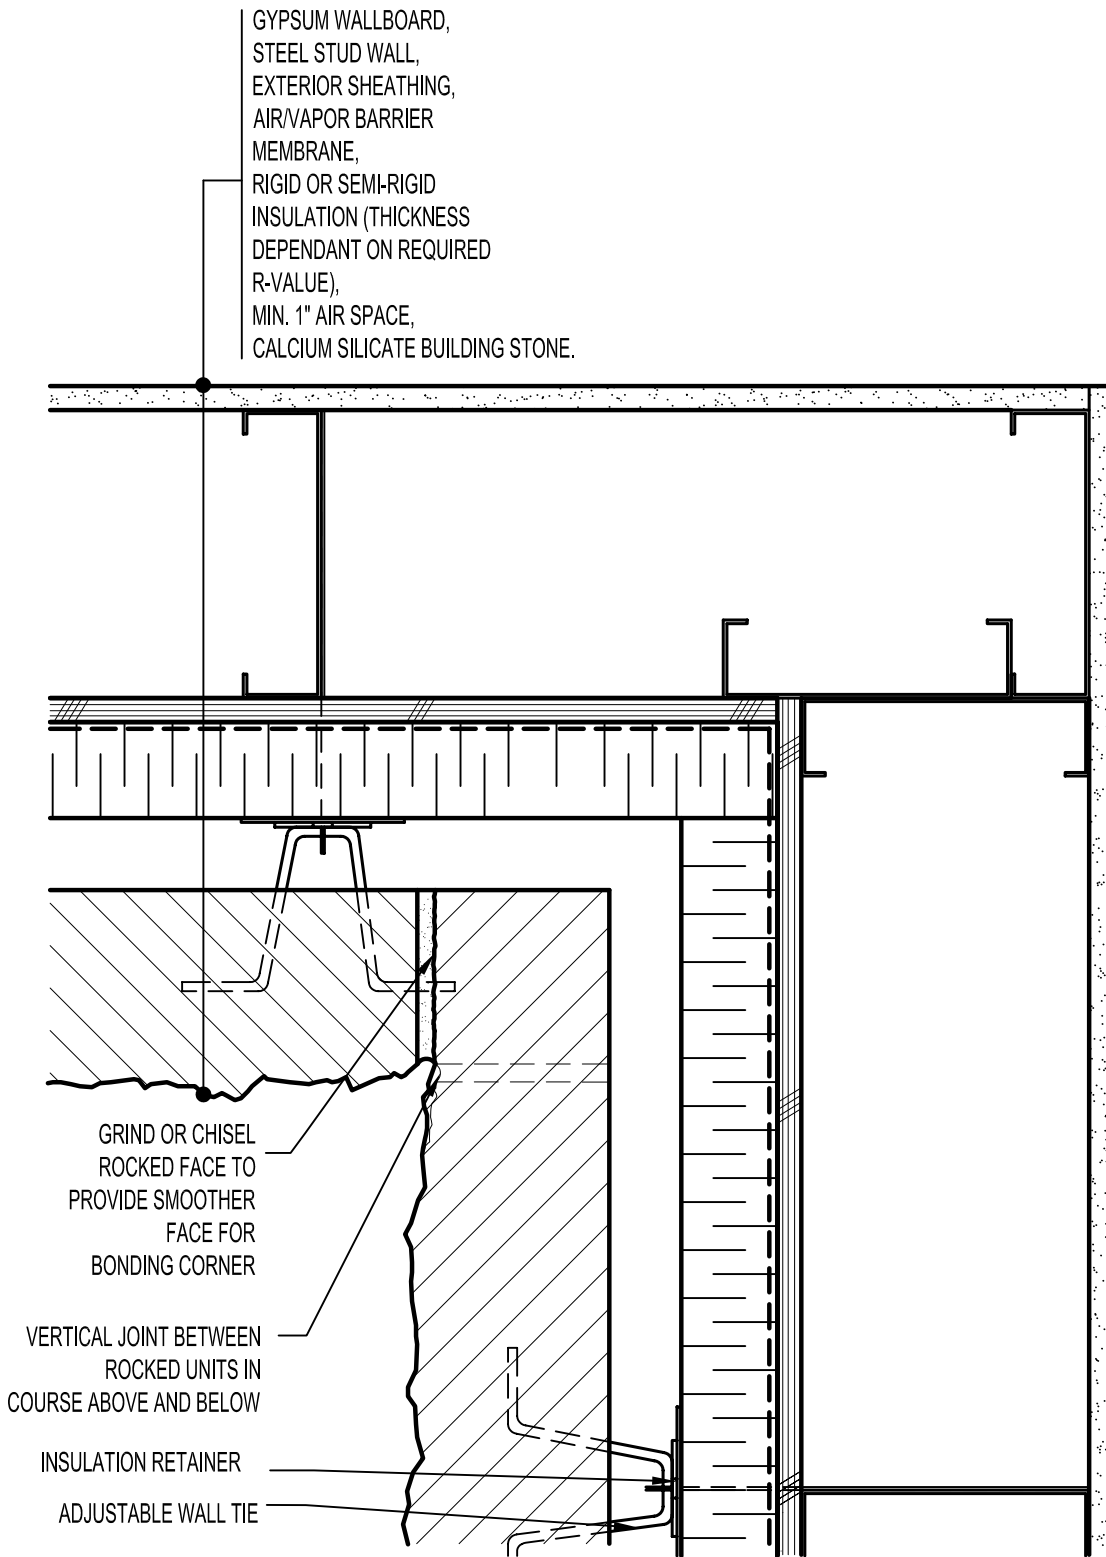 GYPSUM WALLBOARD,
STEEL STUD WALL,
EXTERIOR SHEATHING,
AIR/VAPOR BARRIER
MEMBRANE,
RIGID OR SEMI-RIGID
INSULATION (THICKNESS
DEPENDANT ON REQUIRED
R-VALUE),
MIN. 1" AIR SPACE,
CALCIUM SILICATE BUILDING STONE.
GRIND OR CHISEL
ROCKED FACE TO
PROVIDE SMOOTHER
FACE FOR
BONDING CORNER
VERTICAL JOINT BETWEEN
ROCKED UNITS IN
COURSE ABOVE AND BELOW
INSULATION RETAINER
ADJUSTABLE WALL TIE